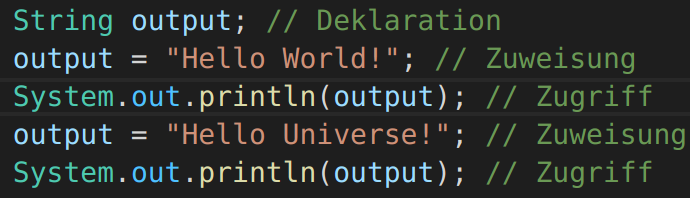 String output; // Deklaration
output = "Hello World!"; // Zuweisung
System.out.println(output); // Zugriff
output = "Hello Universe!"; // Zuweisung
System.out.println(output); // Zugriff